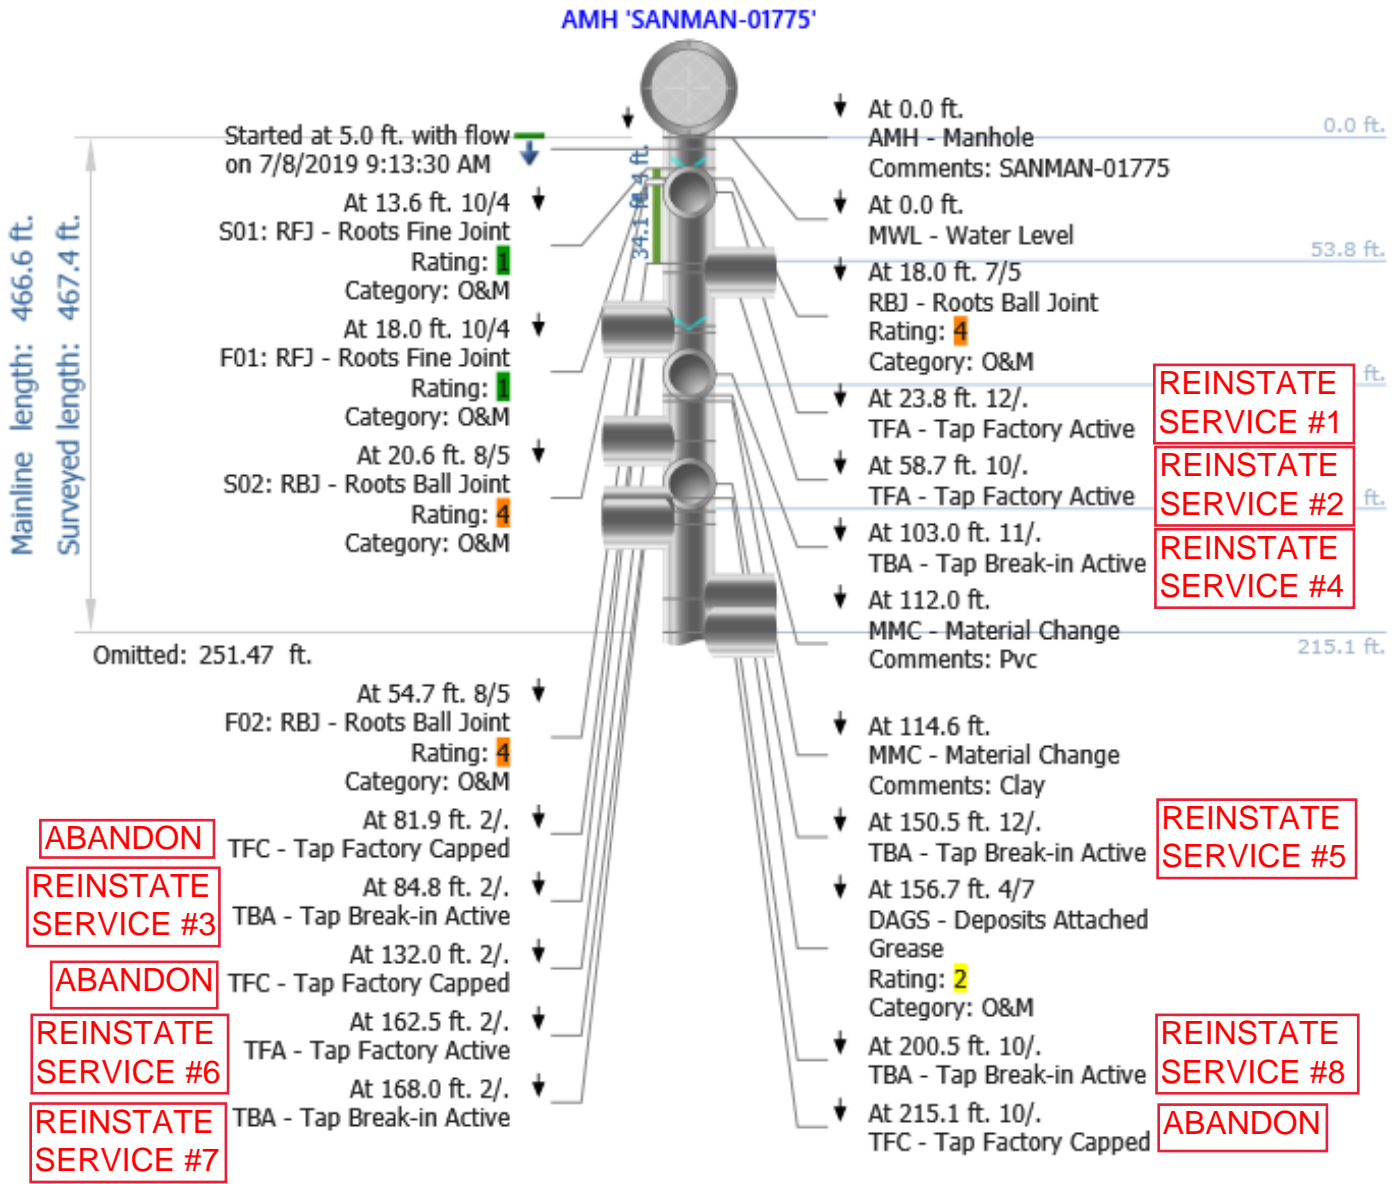 AMH 'SANMAN-01775'
Mainline length: 466.6 ft.
Surveyed length: 467.4 ft.
Started at 5.0 ft. with flow
on 7/8/2019 9:13:30 AM
At 13.6 ft. 10/4
S01: RFJ - Roots Fine Joint
Rating: 1
Category: O&M
At 18.0 ft. 10/4
F01: RFJ - Roots Fine Joint
Rating: 1
Category: O&M
At 20.6 ft. 8/5
S02: RBJ - Roots Ball Joint
Rating: 4
Category: O&M
Omitted: 251.47 ft.
At 54.7 ft. 8/5
F02: RBJ - Roots Ball Joint
Rating: 4
Category: O&M
ABANDON
At 81.9 ft. 2/.
TFC - Tap Factory Capped
REINSTATE
SERVICE #3
At 84.8 ft. 2/.
TBA - Tap Break-in Active
ABANDON
At 132.0 ft. 2/.
TFC - Tap Factory Capped
REINSTATE
SERVICE #6
At 162.5 ft. 2/.
TFA - Tap Factory Active
REINSTATE
SERVICE #7
At 168.0 ft. 2/.
TBA - Tap Break-in Active
34.1 ft.
At 0.0 ft.
AMH - Manhole
Comments: SANMAN-01775
0.0 ft.
At 0.0 ft.
MWL - Water Level
53.8 ft.
At 18.0 ft. 7/5
RBJ - Roots Ball Joint
Rating: 4
Category: O&M
At 23.8 ft. 12/.
TFA - Tap Factory Active
REINSTATE
SERVICE #1
ft.
At 58.7 ft. 10/.
TFA - Tap Factory Active
REINSTATE
SERVICE #2
ft.
At 103.0 ft. 11/.
TBA - Tap Break-in Active
REINSTATE
SERVICE #4
At 112.0 ft.
MMC - Material Change
Comments: Pvc
215.1 ft.
At 114.6 ft.
MMC - Material Change
Comments: Clay
At 150.5 ft. 12/.
TBA - Tap Break-in Active
REINSTATE
SERVICE #5
At 156.7 ft. 4/7
DAGS - Deposits Attached
Grease
Rating: 2
Category: O&M
At 200.5 ft. 10/.
TBA - Tap Break-in Active
REINSTATE
SERVICE #8
At 215.1 ft. 10/.
TFC - Tap Factory Capped
ABANDON